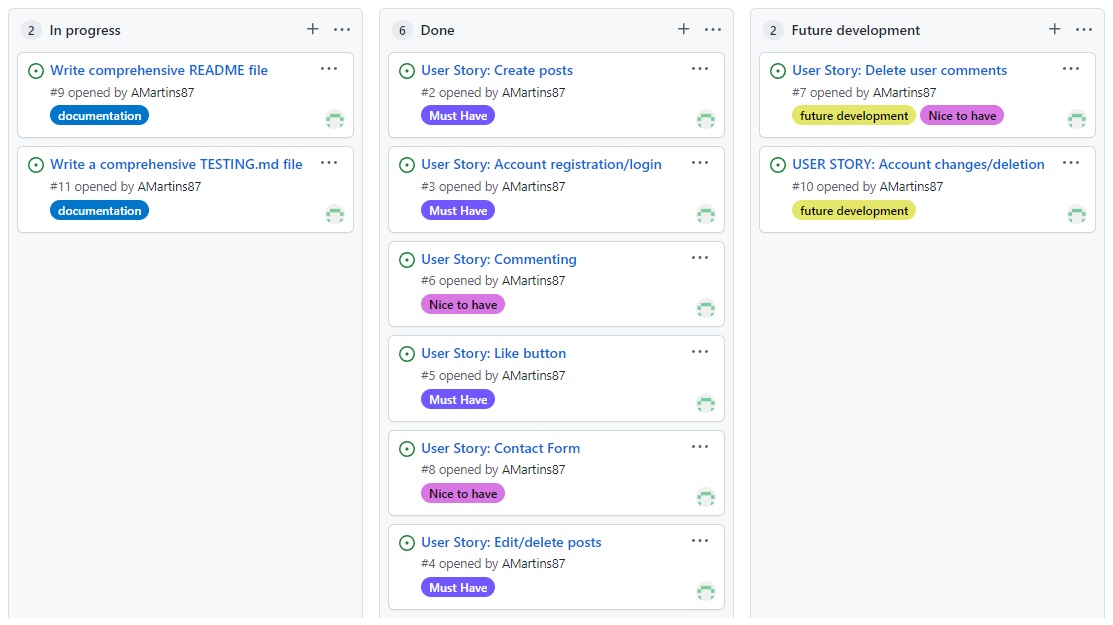 2 In progress
Write comprehensive README file
#9 opened by AMartins87
documentation
Write a comprehensive TESTING.md file
#11 opened by AMartins87
documentation
6 Done
User Story: Create posts
#2 opened by AMartins87
Must Have
User Story: Account registration/login
#3 opened by AMartins87
Must Have
User Story: Commenting
#6 opened by AMartins87
Nice to have
User Story: Like button
#5 opened by AMartins87
Must Have
User Story: Contact Form
#8 opened by AMartins87
Nice to have
User Story: Edit/delete posts
#4 opened by AMartins87
Must Have
2 Future development
User Story: Delete user comments
#7 opened by AMartins87
future development Nice to have
USER STORY: Account changes/deletion
#10 opened by AMartins87
future development